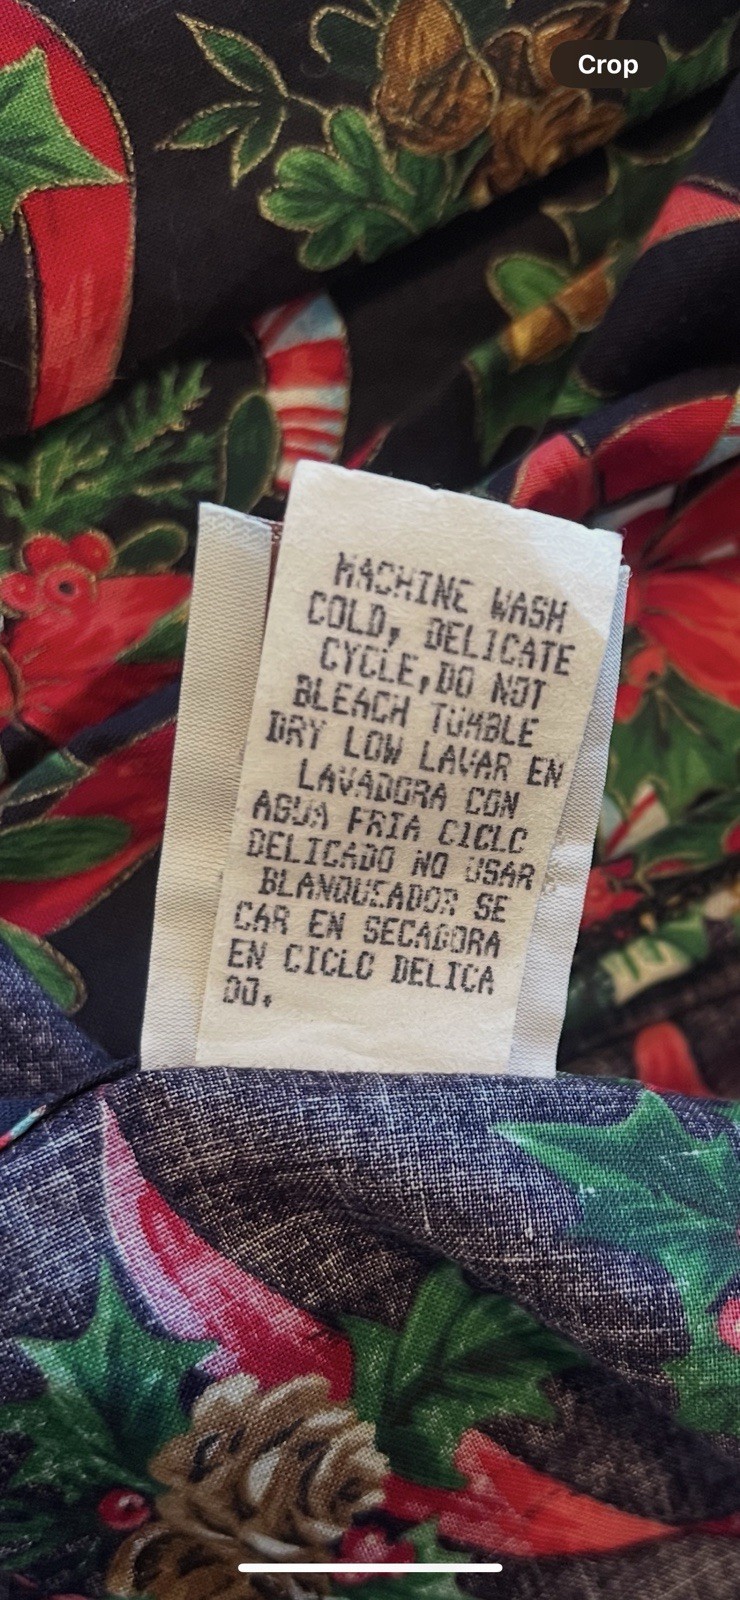 Crop
MACHINE WASH
COLD, DELICATE
CYCLE,DO NOT
BLEACH TUMBLE
DRY LOW LAVAR EN
LAVADORA CON
AGUA FRIA CICLO
DELICADO NO USAR
BLANQUEADOR SE
CAR EN SECADORA
EN CICLO DELICA
DO.